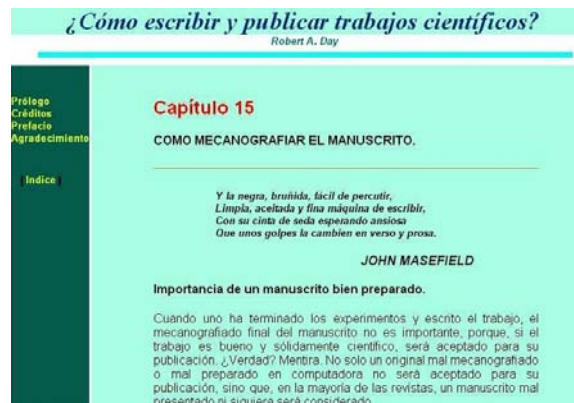 ¿Cómo escribir y publicar trabajos científicos?
Robert A. Day
Prólogo
Créditos
Prefacio
Agradecimiento
[Indice]
Capítulo 15
COMO MECANOGRAFIAR EL MANUSCRITO.
Y la negra, bruñida, fácil de percutir,
Limpia, aceitada y fina máquina de escribir,
Con su cinta de seda esperando ansiosa
Que unos golpes la cambien en verso y prosa.
JOHN MASEFIELD
Importancia de un manuscrito bien preparado.
Cuando uno ha terminado los experimentos y escrito el trabajo, el
mecanografiado final del manuscrito no es importante, porque, si el
trabajo es bueno y sólidamente científico, será aceptado para su
publicación. ¿Verdad? Mentira. No solo un original mal mecanografiado
o mal preparado en computadora no será aceptado para su
publicación, sino que, en la mayoría de las revistas, un manuscrito mal
presentado ni siquiera será considerado.